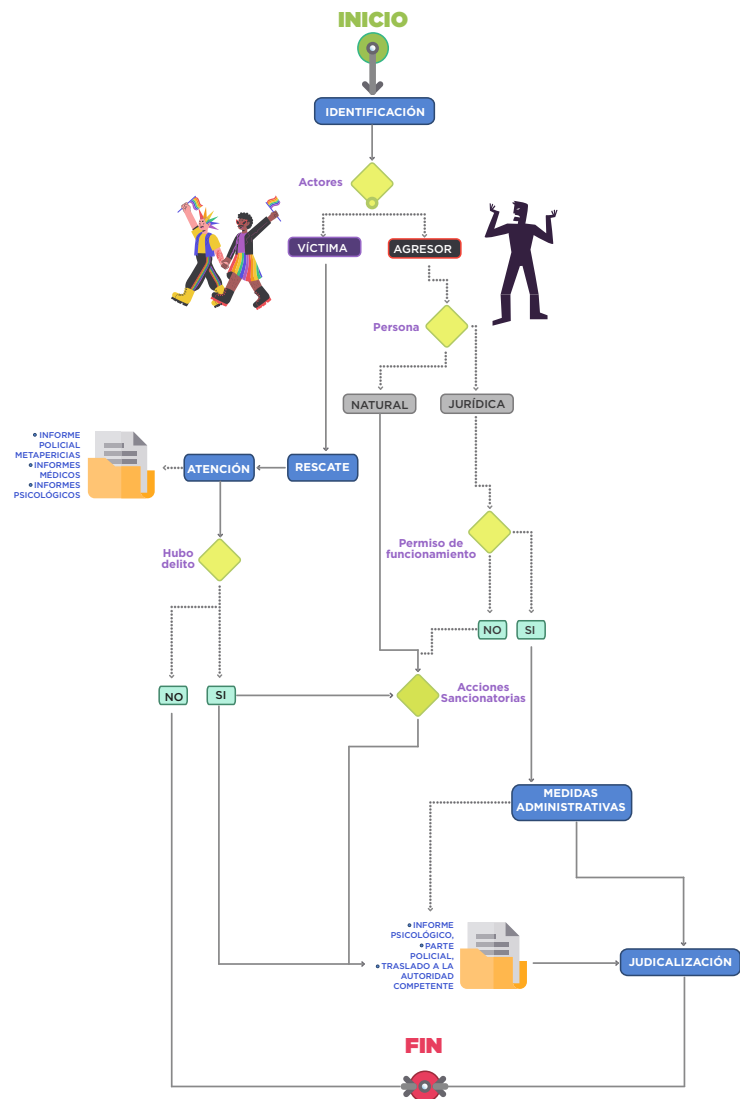 INICIO
IDENTIFICACIÓN
Actores
VÍCTIMA
AGRESOR
Persona
NATURAL
JURÍDICA
• INFORME
POLICIAL
METAPERICIAS
• INFORMES
MÉDICOS
• INFORMES
PSICOLÓGICOS
ATENCIÓN
RESCATE
Hubo
delito
Permiso de
funcionamiento
NO
SI
NO
SI
Acciones
Sancionatorias
MEDIDAS
ADMINISTRATIVAS
• INFORME
PSICOLÓGICO,
• PARTE
POLICIAL,
• TRASLADO A LA
AUTORIDAD
COMPETENTE
JUDICALIZACIÓN
FIN